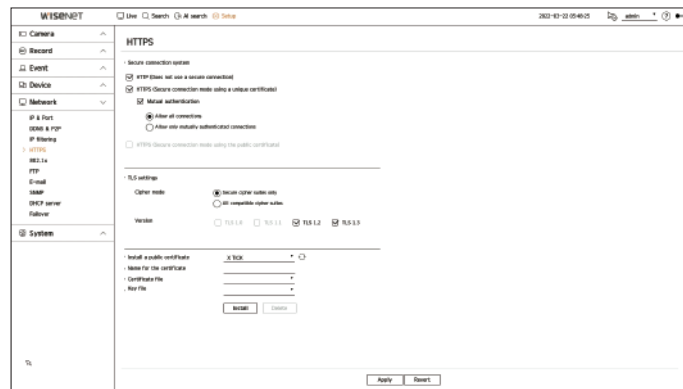 WISENET
Live Search AI search Setup 2022-03-22 05:48:25 admin
Camera
Record
Event
Device
Network
IP & Port
DDNS & P2P
IP filtering
> HTTPS
802.1x
FTP
E-mail
SNMP
DHCP server
Failover
System
HTTPS
Secure connection system
HTTP (Does not use a secure connection)
HTTPS (Secure connection mode using a unique certificate)
Mutual authentication
Allow all connections
Allow only mutually authenticated connections
HTTPS (Secure connection mode using the public certificate)
TLS settings
Cipher mode Secure cipher suites only
All compatible cipher suites
Version TLS 1.0 TLS 1.1 TLS 1.2 TLS 1.3
Install a public certificate
Name for the certificate
Certificate file
Key file
Install Delete
Apply Revert